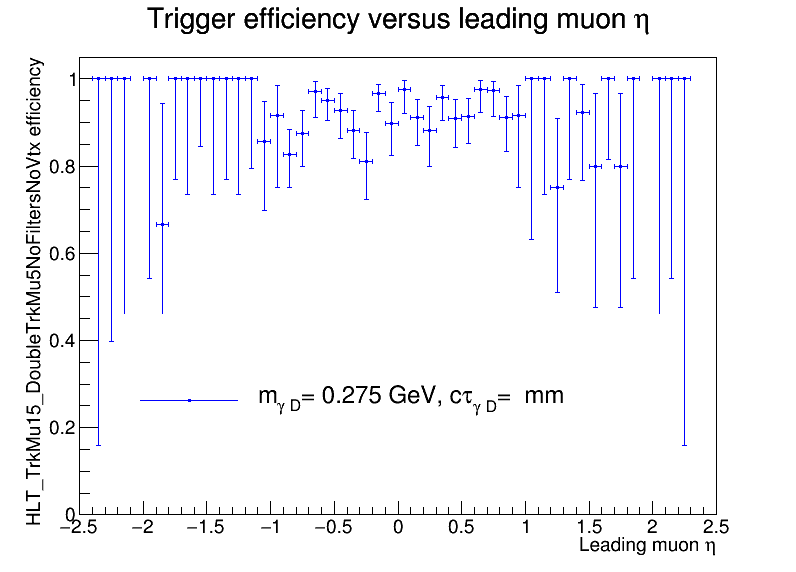 Trigger efficiency versus leading muon η
HLT_TrkMu15_DoubleTrkMu5NoFiltersNoVtx efficiency
1
0.8
0.6
0.4
0.2
0
m_γ D= 0.275 GeV, cτ_γ D=  mm
−2.5 −2 −1.5 −1 −0.5 0 0.5 1 1.5 2 2.5
Leading muon η